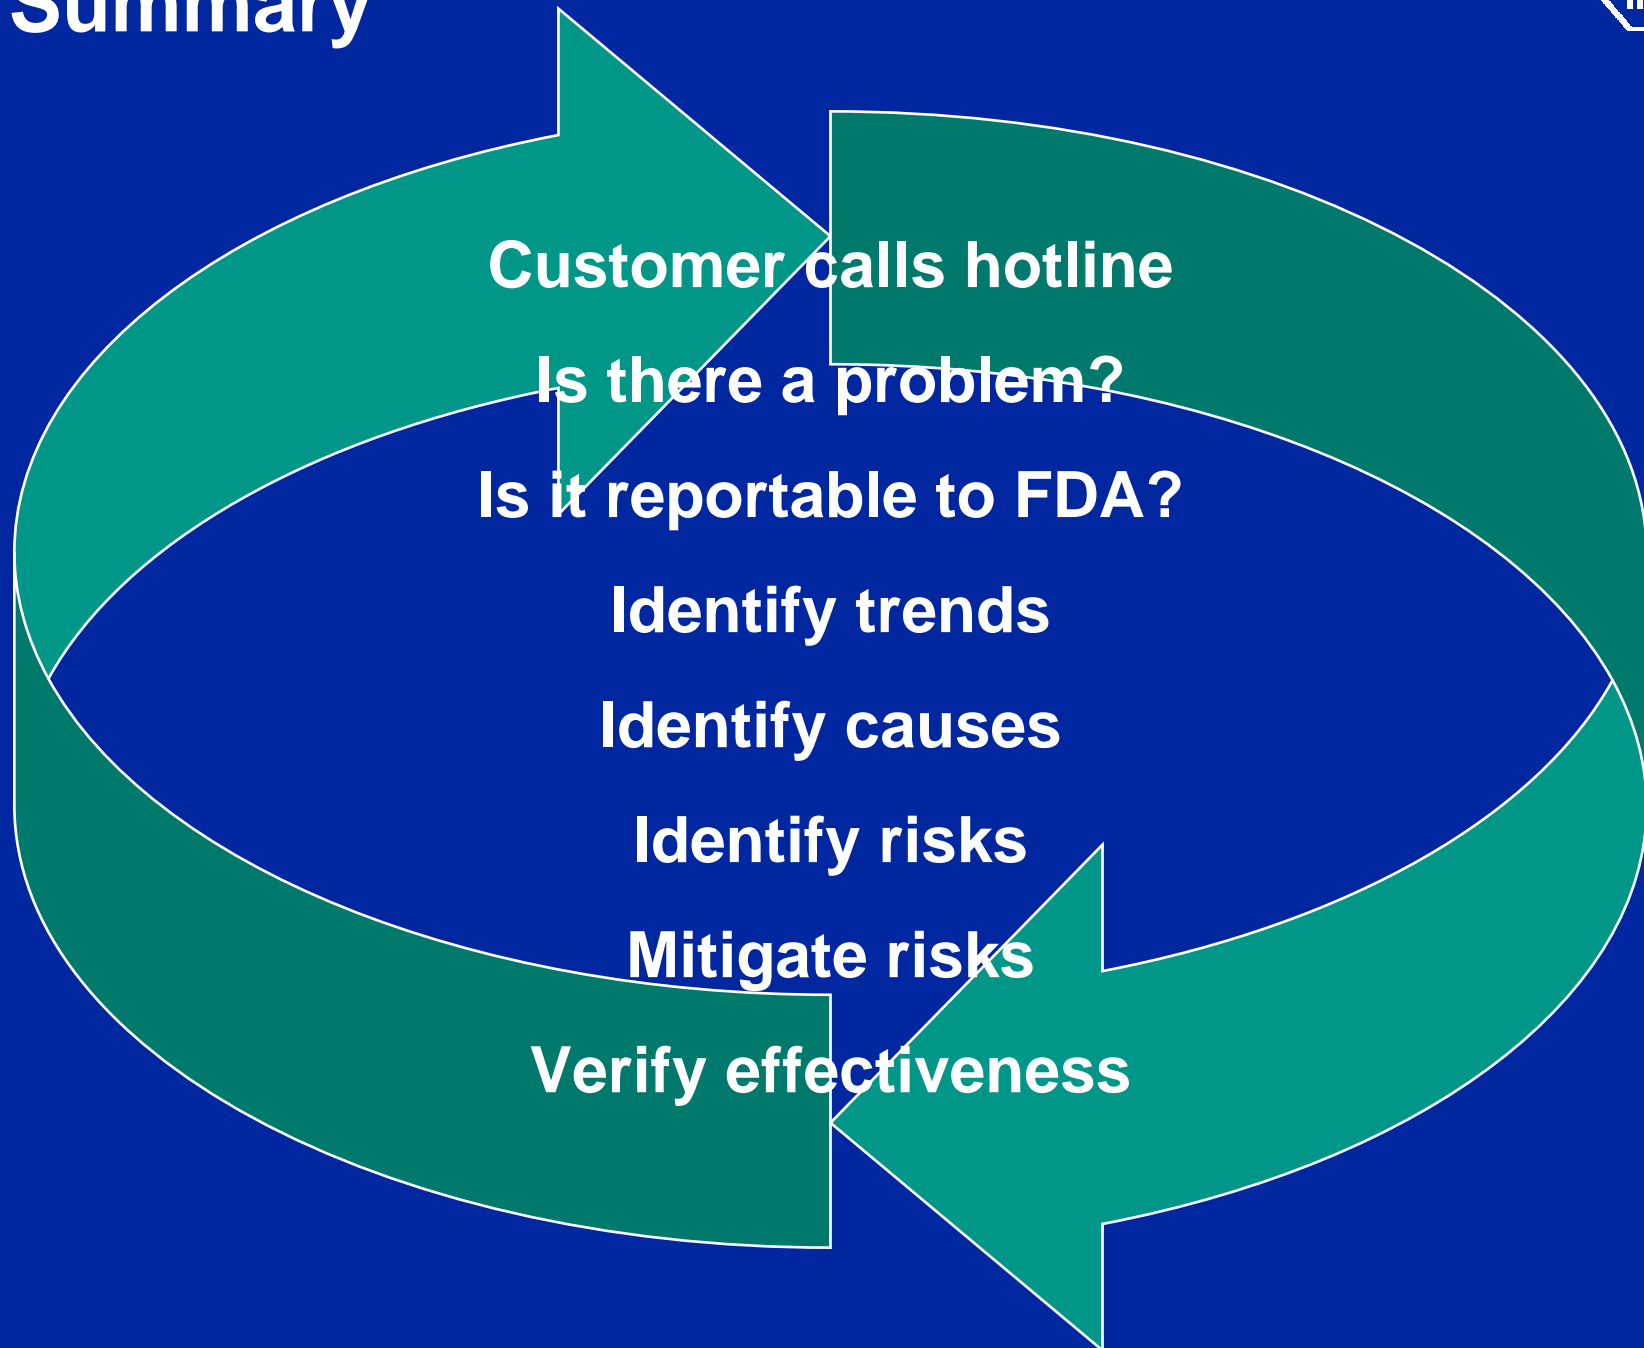 Summary
Customer calls hotline
Is there a problem?
Is it reportable to FDA?
Identify trends
Identify causes
Identify risks
Mitigate risks
Verify effectiveness